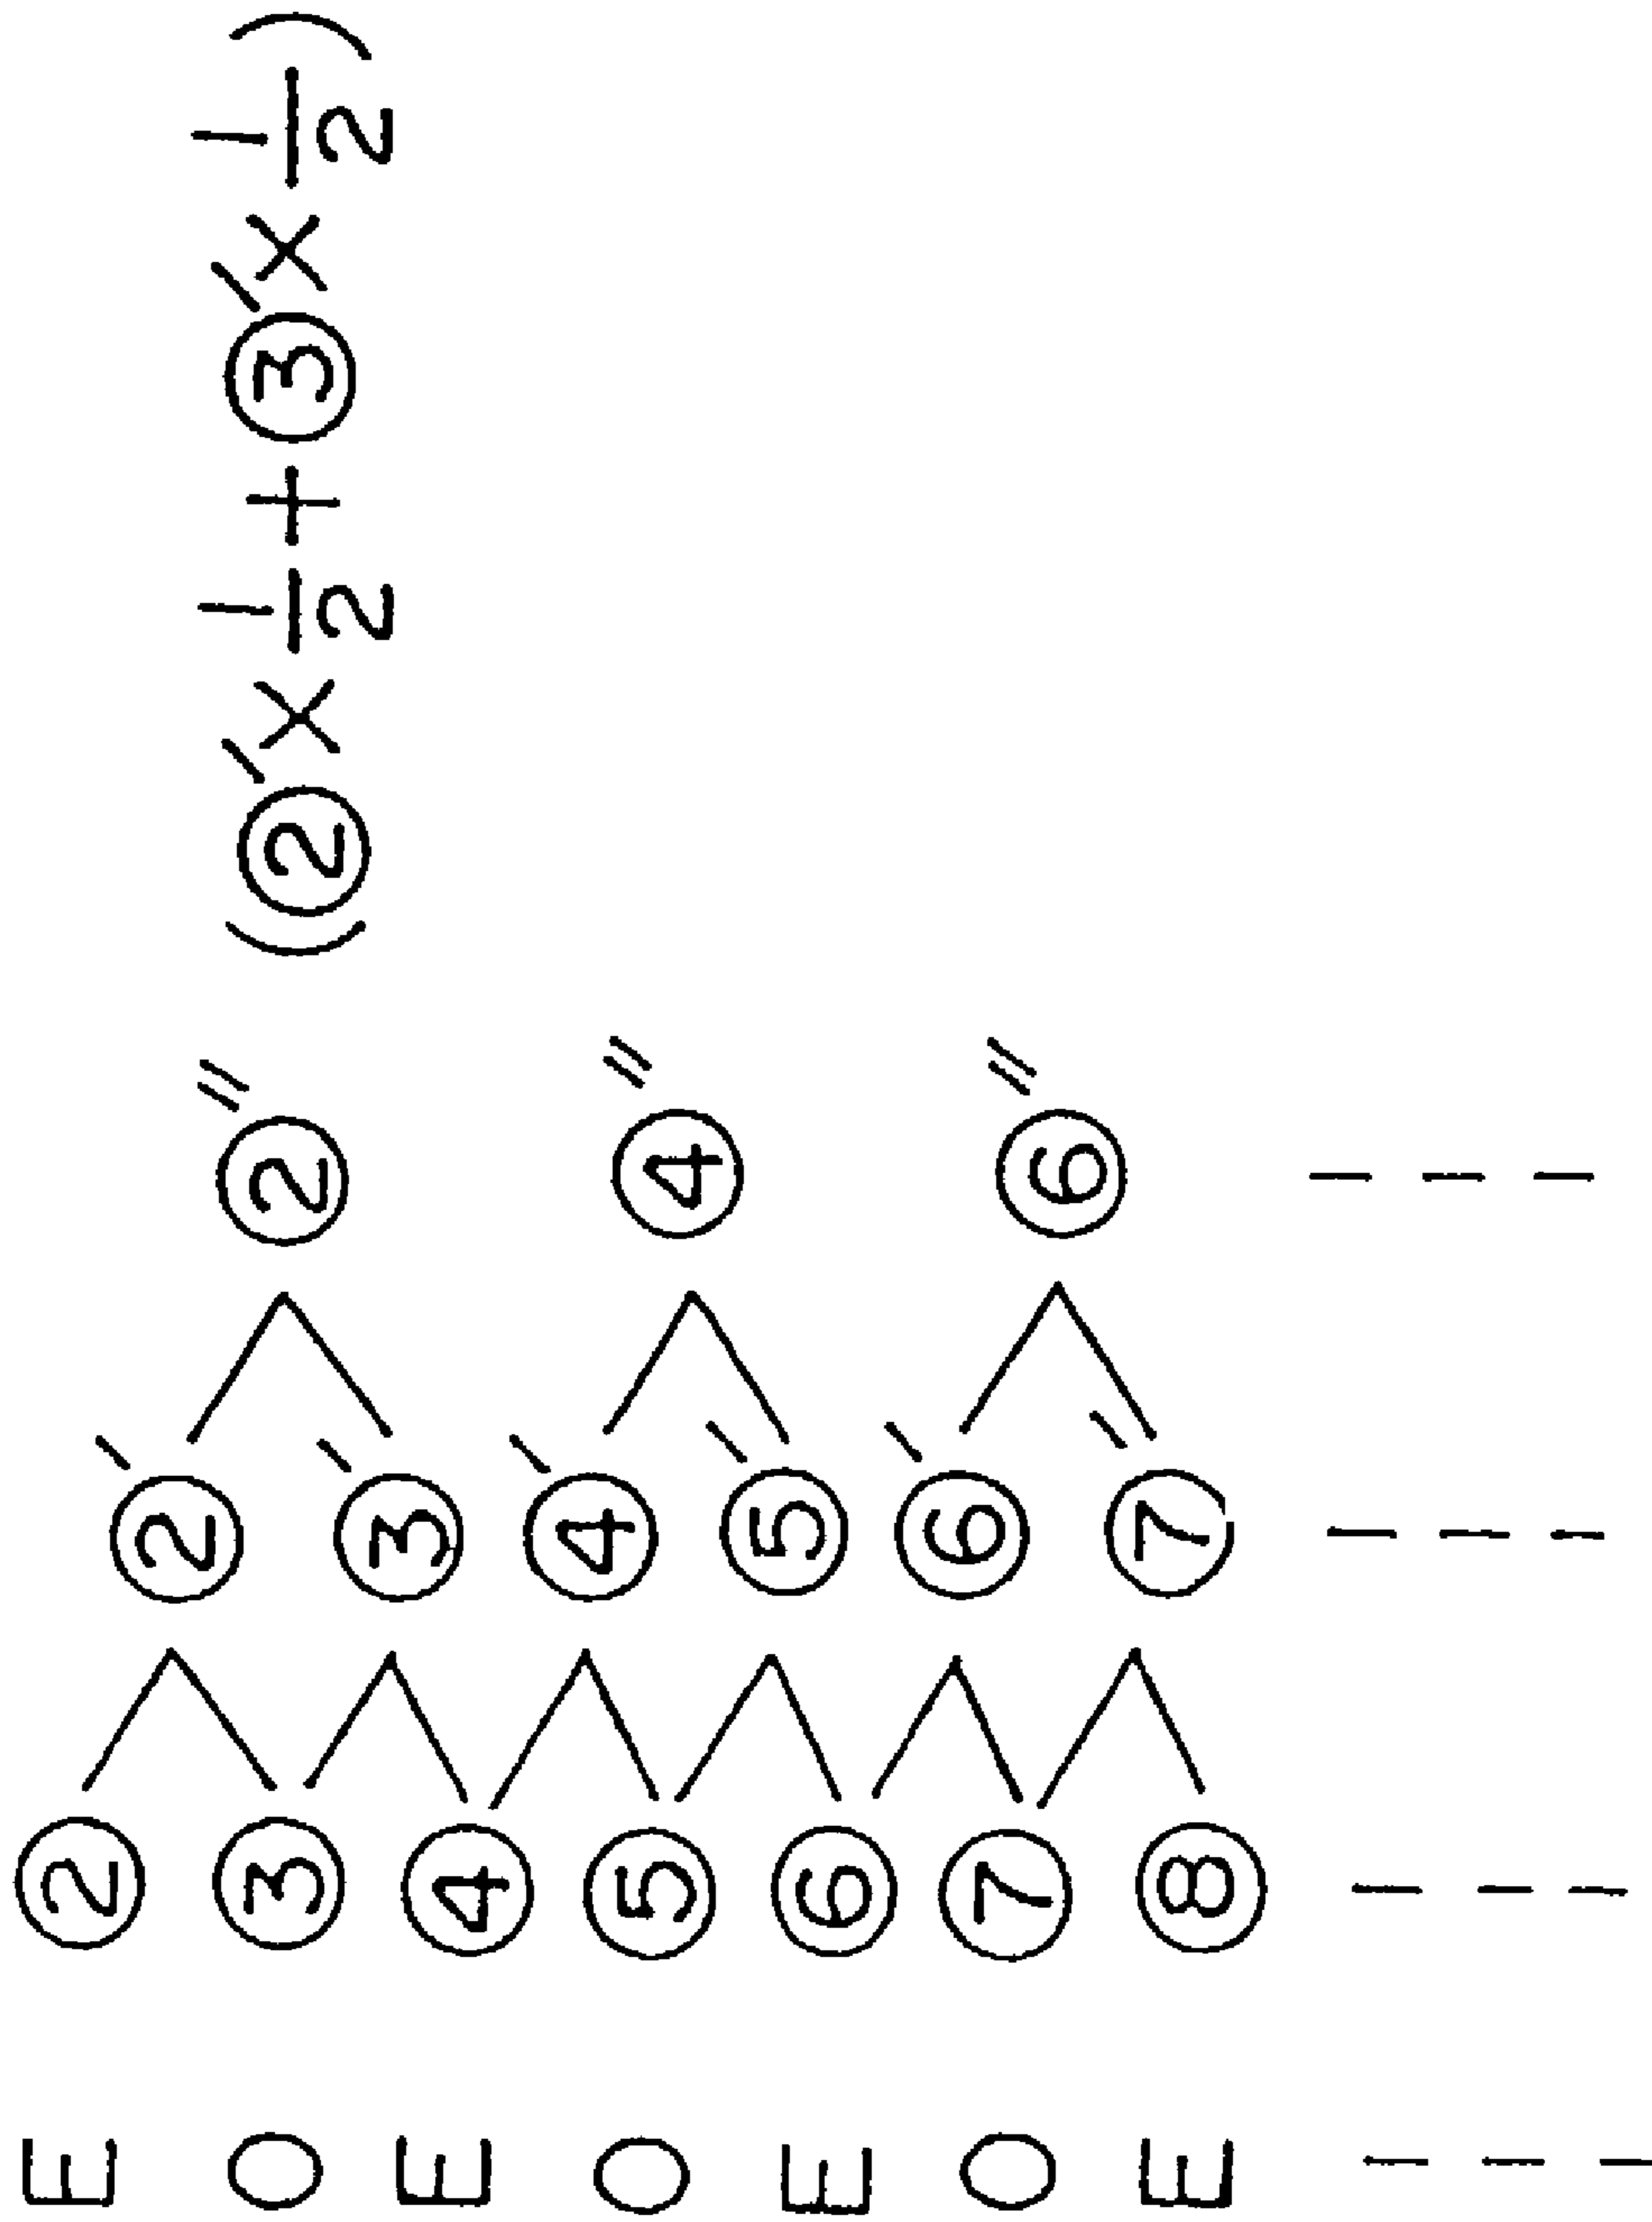 E ②
②′
O ③ ②″ (②′× 1/2 + ③′× 1/2)
③′
E ④
④′
O ⑤ ④″
⑤′
E ⑥
⑥′
O ⑦ ⑥″
⑦′
E ⑧